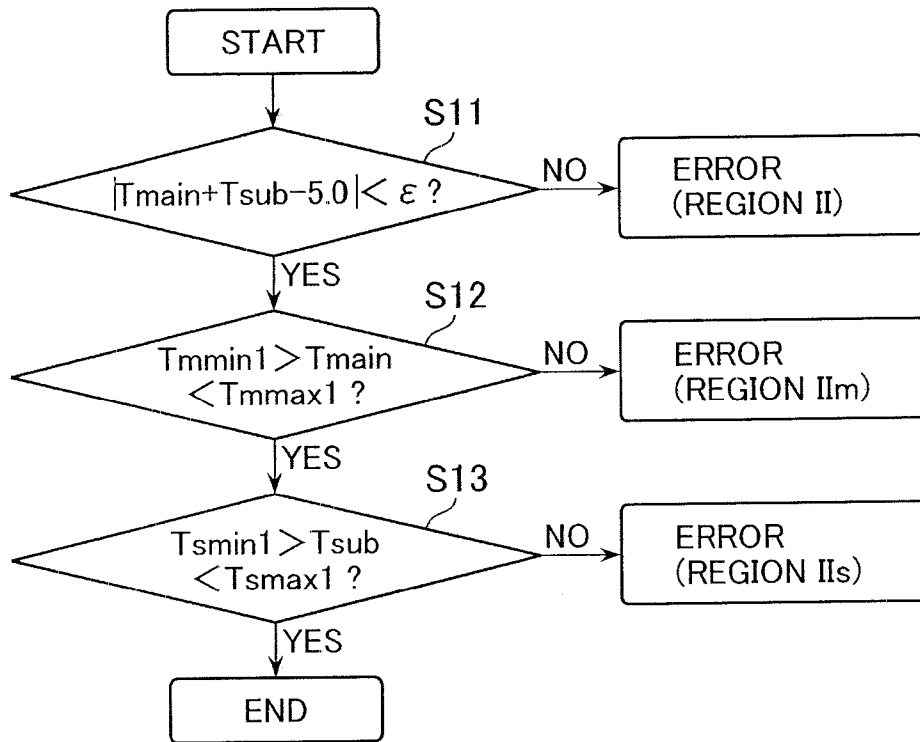 START
S11
|Tmain+Tsub-5.0|<ε?
NO
ERROR
(REGION II)
YES
S12
Tmmin1>Tmain
<Tmmax1?
NO
ERROR
(REGION IIm)
YES
S13
Tsmin1>Tsub
<Tsmax1?
NO
ERROR
(REGION IIs)
YES
END